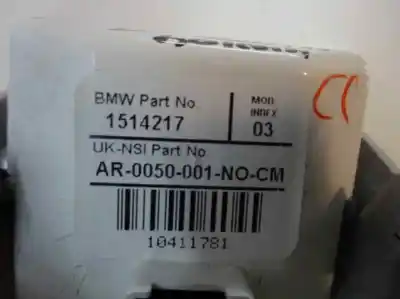 BMW Part No. MOD.
INDEX
1514217 03
UK-NSI Part No
AR-0050-001-NO-CM
10411781